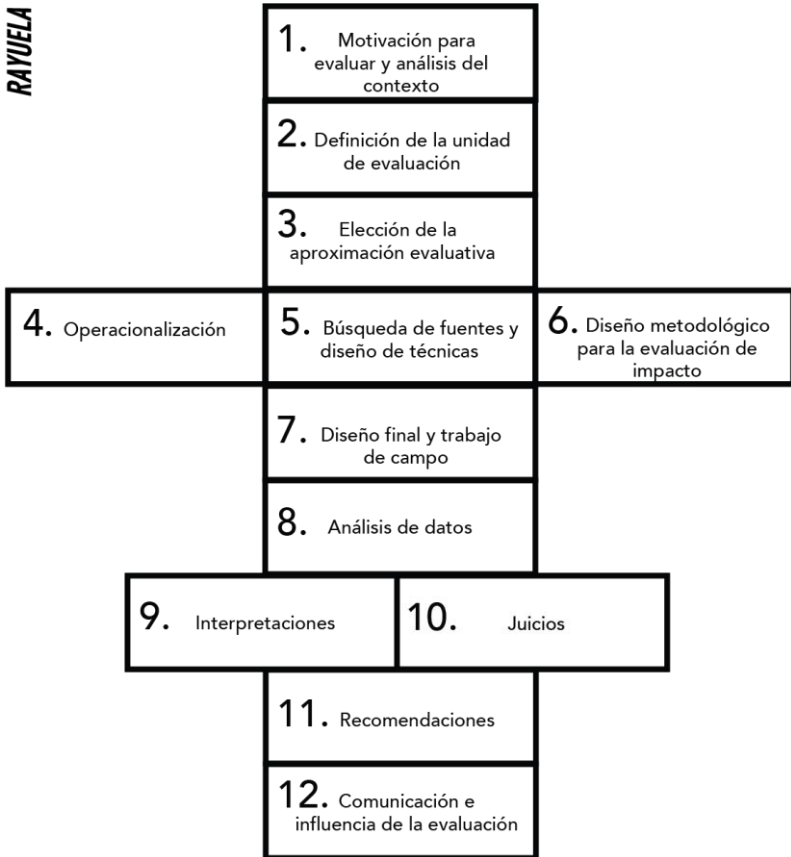 RAYUELA
1. Motivación para
evaluar y análisis del
contexto
2. Definición de la unidad
de evaluación
3. Elección de la
aproximación evaluativa
4. Operacionalización
5. Búsqueda de fuentes y
diseño de técnicas
6. Diseño metodológico
para la evaluación de
impacto
7. Diseño final y trabajo
de campo
8. Análisis de datos
9. Interpretaciones
10. Juicios
11. Recomendaciones
12. Comunicación e
influencia de la evaluación